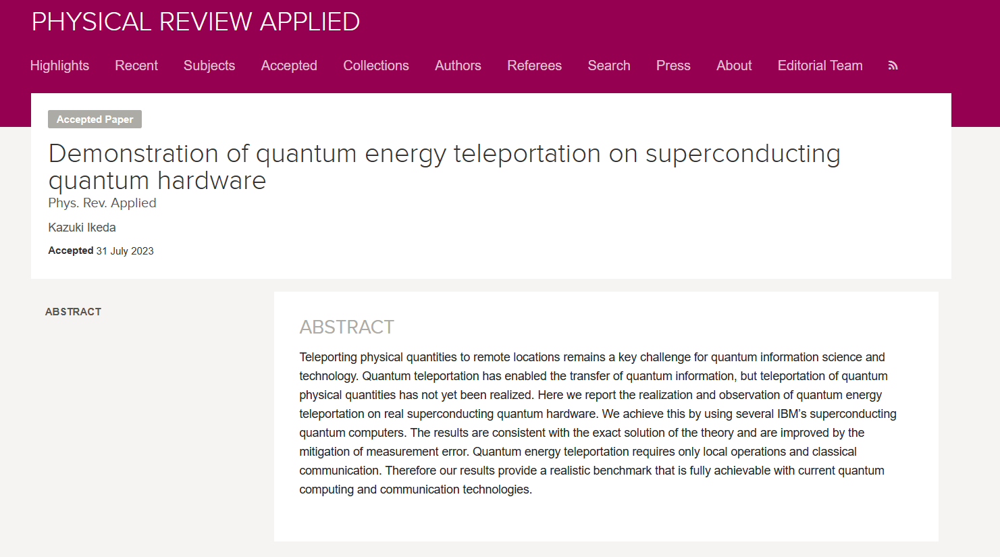 PHYSICAL REVIEW APPLIED
Highlights Recent Subjects Accepted Collections Authors Referees Search Press About Editorial Team
Accepted Paper
Demonstration of quantum energy teleportation on superconducting
quantum hardware
Phys. Rev. Applied
Kazuki Ikeda
Accepted 31 July 2023
ABSTRACT
ABSTRACT
Teleporting physical quantities to remote locations remains a key challenge for quantum information science and
technology. Quantum teleportation has enabled the transfer of quantum information, but teleportation of quantum
physical quantities has not yet been realized. Here we report the realization and observation of quantum energy
teleportation on real superconducting quantum hardware. We achieve this by using several IBM’s superconducting
quantum computers. The results are consistent with the exact solution of the theory and are improved by the
mitigation of measurement error. Quantum energy teleportation requires only local operations and classical
communication. Therefore our results provide a realistic benchmark that is fully achievable with current quantum
computing and communication technologies.